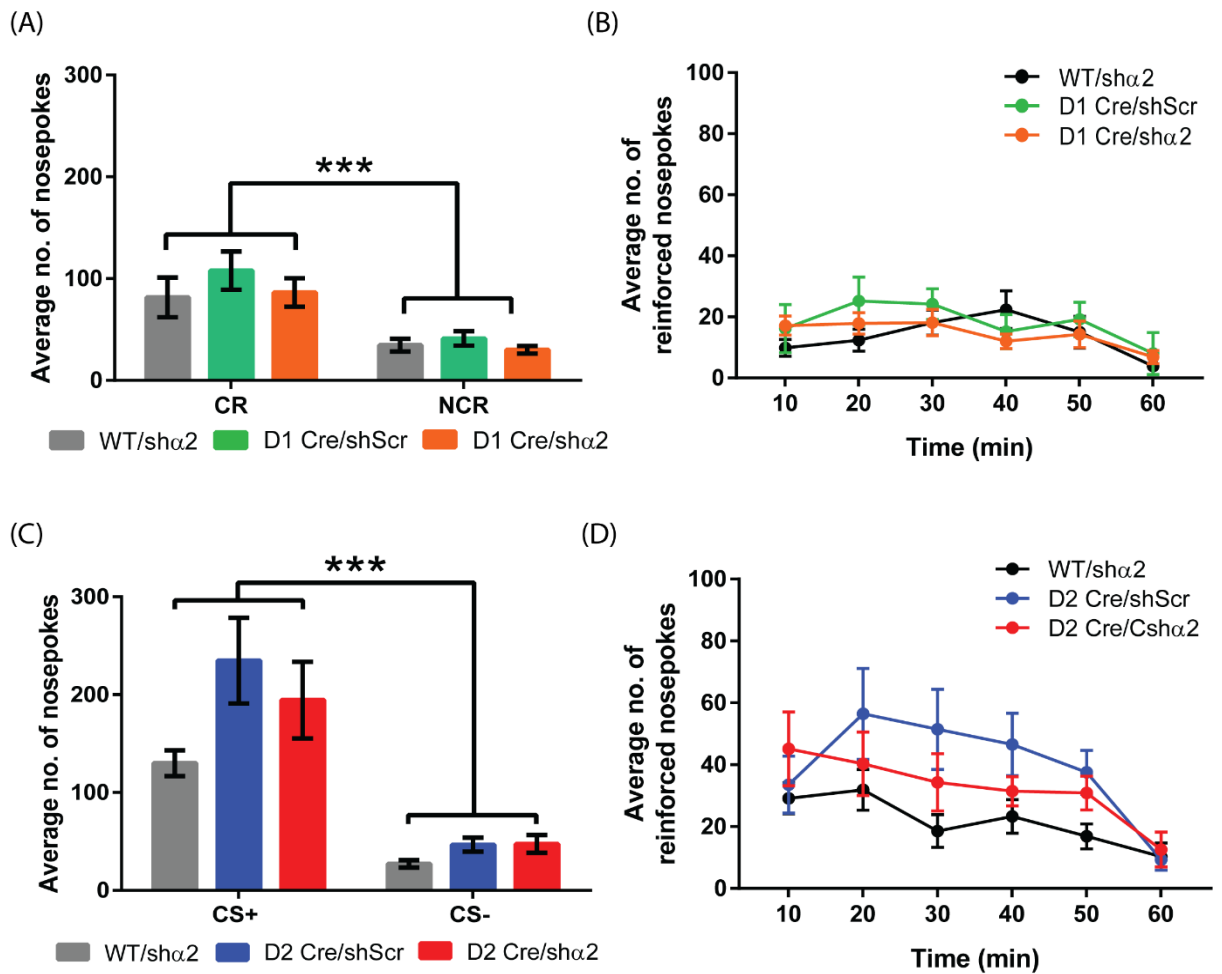 (A)
Average no. of nosepokes
300
200
100
0
***
CR NCR
WT/shα2 D1 Cre/shScr D1 Cre/shα2
(B)
Average no. of
reinforced nosepokes
100
80
60
40
20
0
WT/shα2
D1 Cre/shScr
D1 Cre/shα2
10 20 30 40 50 60
Time (min)
(C)
Average no. of nosepokes
300
200
100
0
***
CS+ CS-
WT/shα2 D2 Cre/shScr D2 Cre/shα2
(D)
Average no. of
reinforced nosepokes
100
80
60
40
20
0
WT/shα2
D2 Cre/shScr
D2 Cre/Cshα2
10 20 30 40 50 60
Time (min)